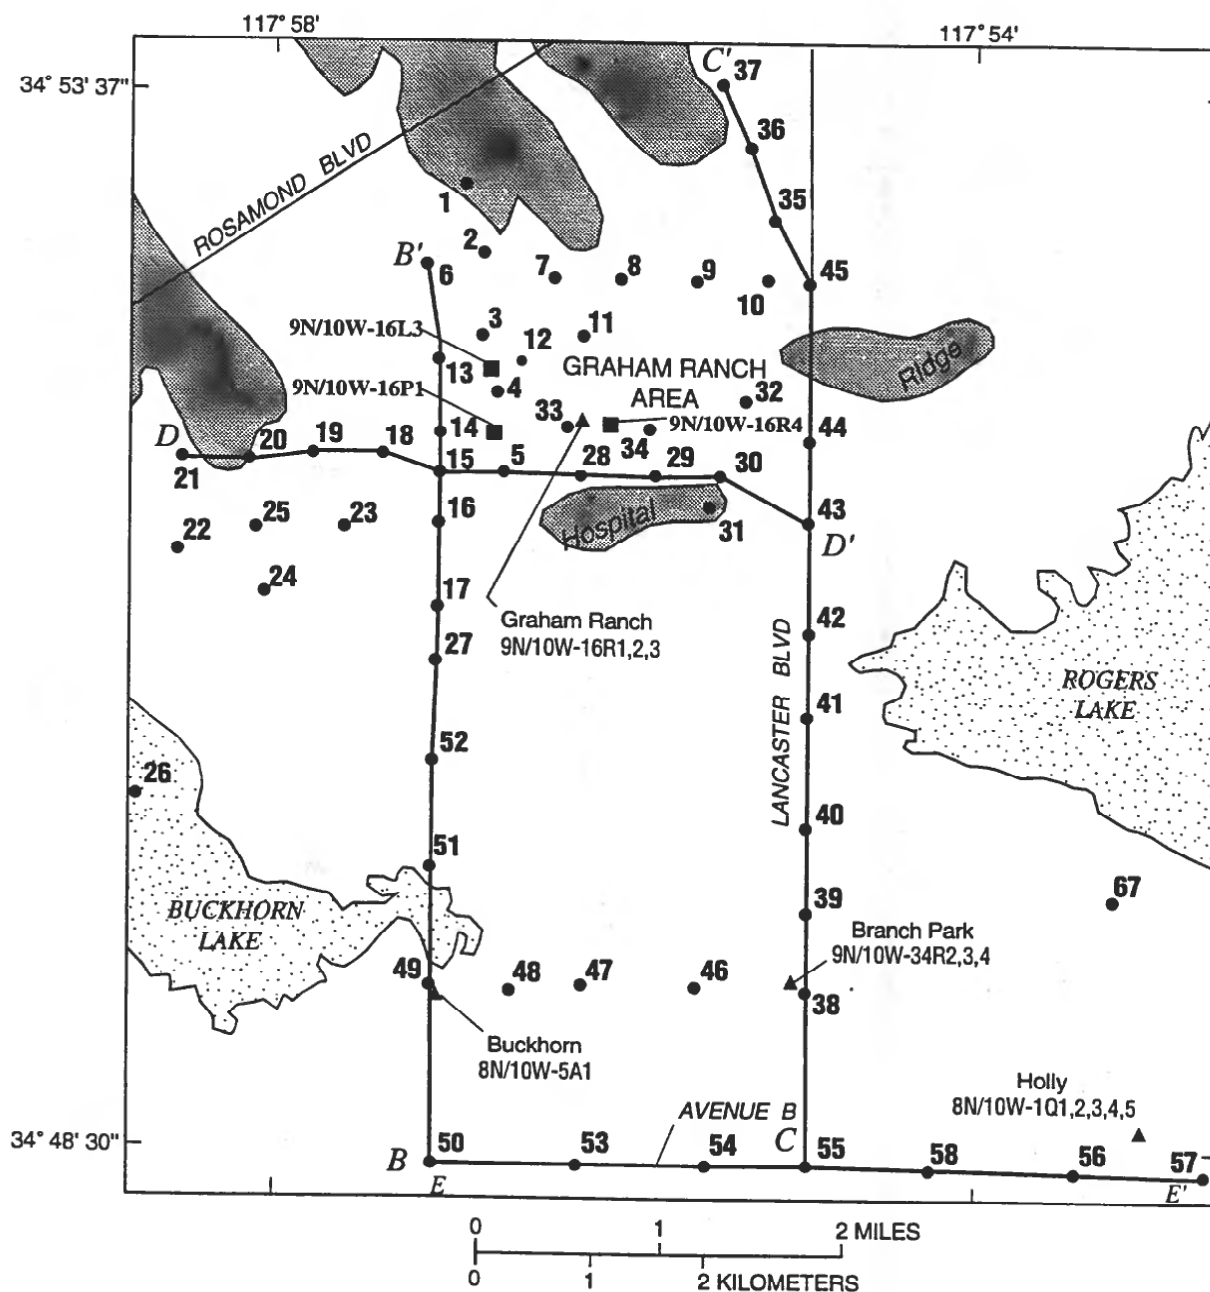 117° 58'
117° 54'
34° 53' 37"
C'
37
36
ROSAMOND BLVD
1
35
2
B'
6
7
8
9
10
45
3
11
9N/10W-16L3
12
13
GRAHAM RANCH
AREA
Ridge
9N/10W-16P1
4
32
33
9N/10W-16R4
D
20
19
18
14
34
44
21
15
5
28
29
30
25
23
16
Hospital
31
43
D'
22
24
17
Graham Ranch
9N/10W-16R1,2,3
42
27
ROGERS
LAKE
LANCASTER BLVD
41
52
26
40
51
39
67
BUCKHORN
LAKE
Branch Park
9N/10W-34R2,3,4
49
48
47
46
38
Buckhorn
8N/10W-5A1
Holly
8N/10W-1Q1,2,3,4,5
34° 48' 30"
AVENUE B
B
50
53
54
C
55
58
56
57
E
E'
0
1
2 MILES
0
1
2 KILOMETERS